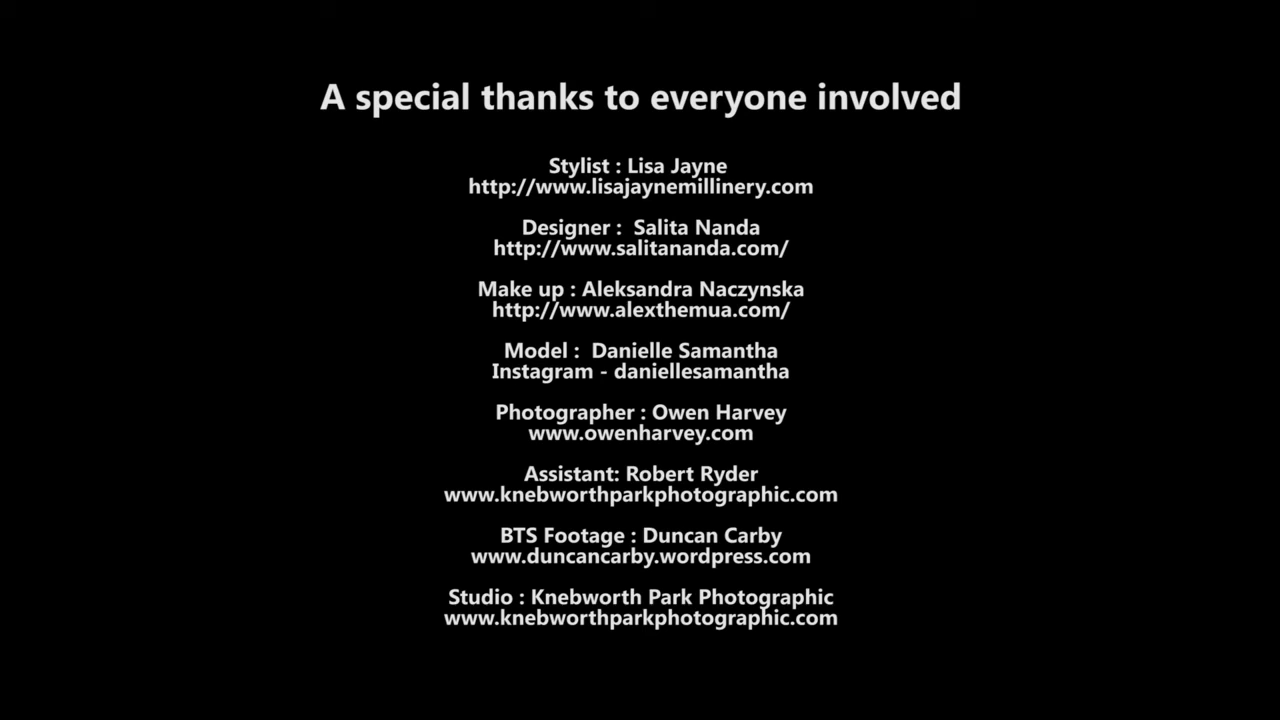 A special thanks to everyone involved
Stylist : Lisa Jayne
http://www.lisajaynemillinery.com
Designer :  Salita Nanda
http://www.salitananda.com/
Make up : Aleksandra Naczynska
http://www.alexthemua.com/
Model :  Danielle Samantha
Instagram - daniellesamantha
Photographer : Owen Harvey
www.owenharvey.com
Assistant: Robert Ryder
www.knebworthparkphotographic.com
BTS Footage : Duncan Carby
www.duncancarby.wordpress.com
Studio : Knebworth Park Photographic
www.knebworthparkphotographic.com